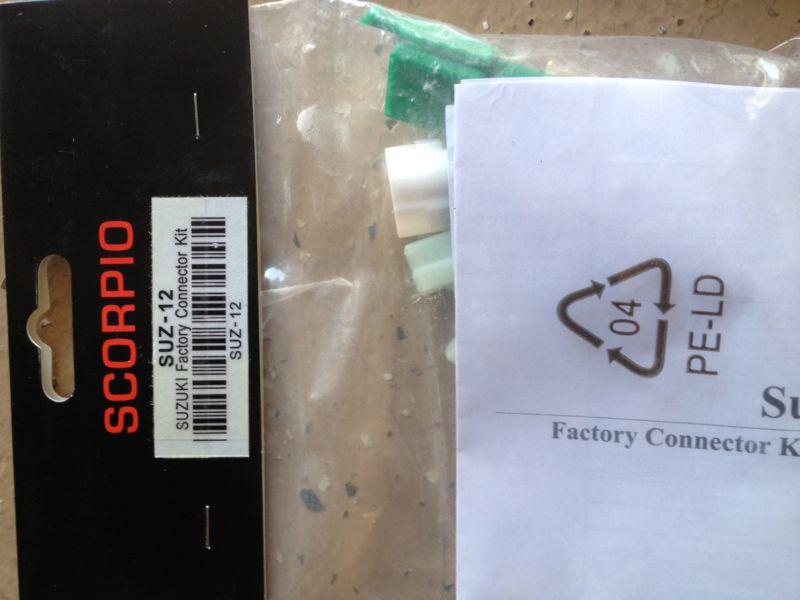 SCORPIO
SUZ-12
SUZUKI Factory Connector Kit
SUZ-12
04
PE-LD
Su
Factory Connector K